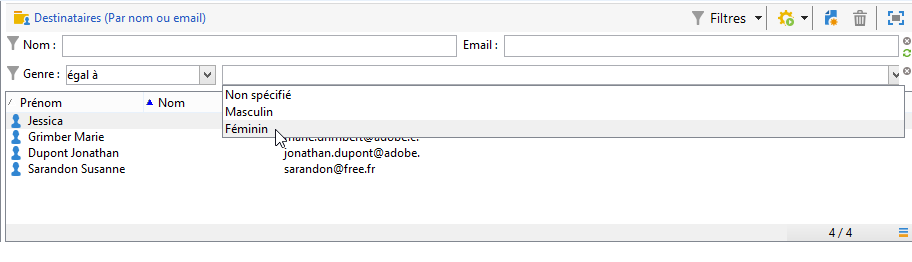 Destinataires (Par nom ou email)
Filtres
Nom :
Email :
Genre :
égal à
Non spécifié
Masculin
Féminin
Prénom
Nom
Jessica
Grimber Marie
Dupont Jonathan
jonathan.dupont@adobe.
Sarandon Susanne
sarandon@free.fr
4 / 4